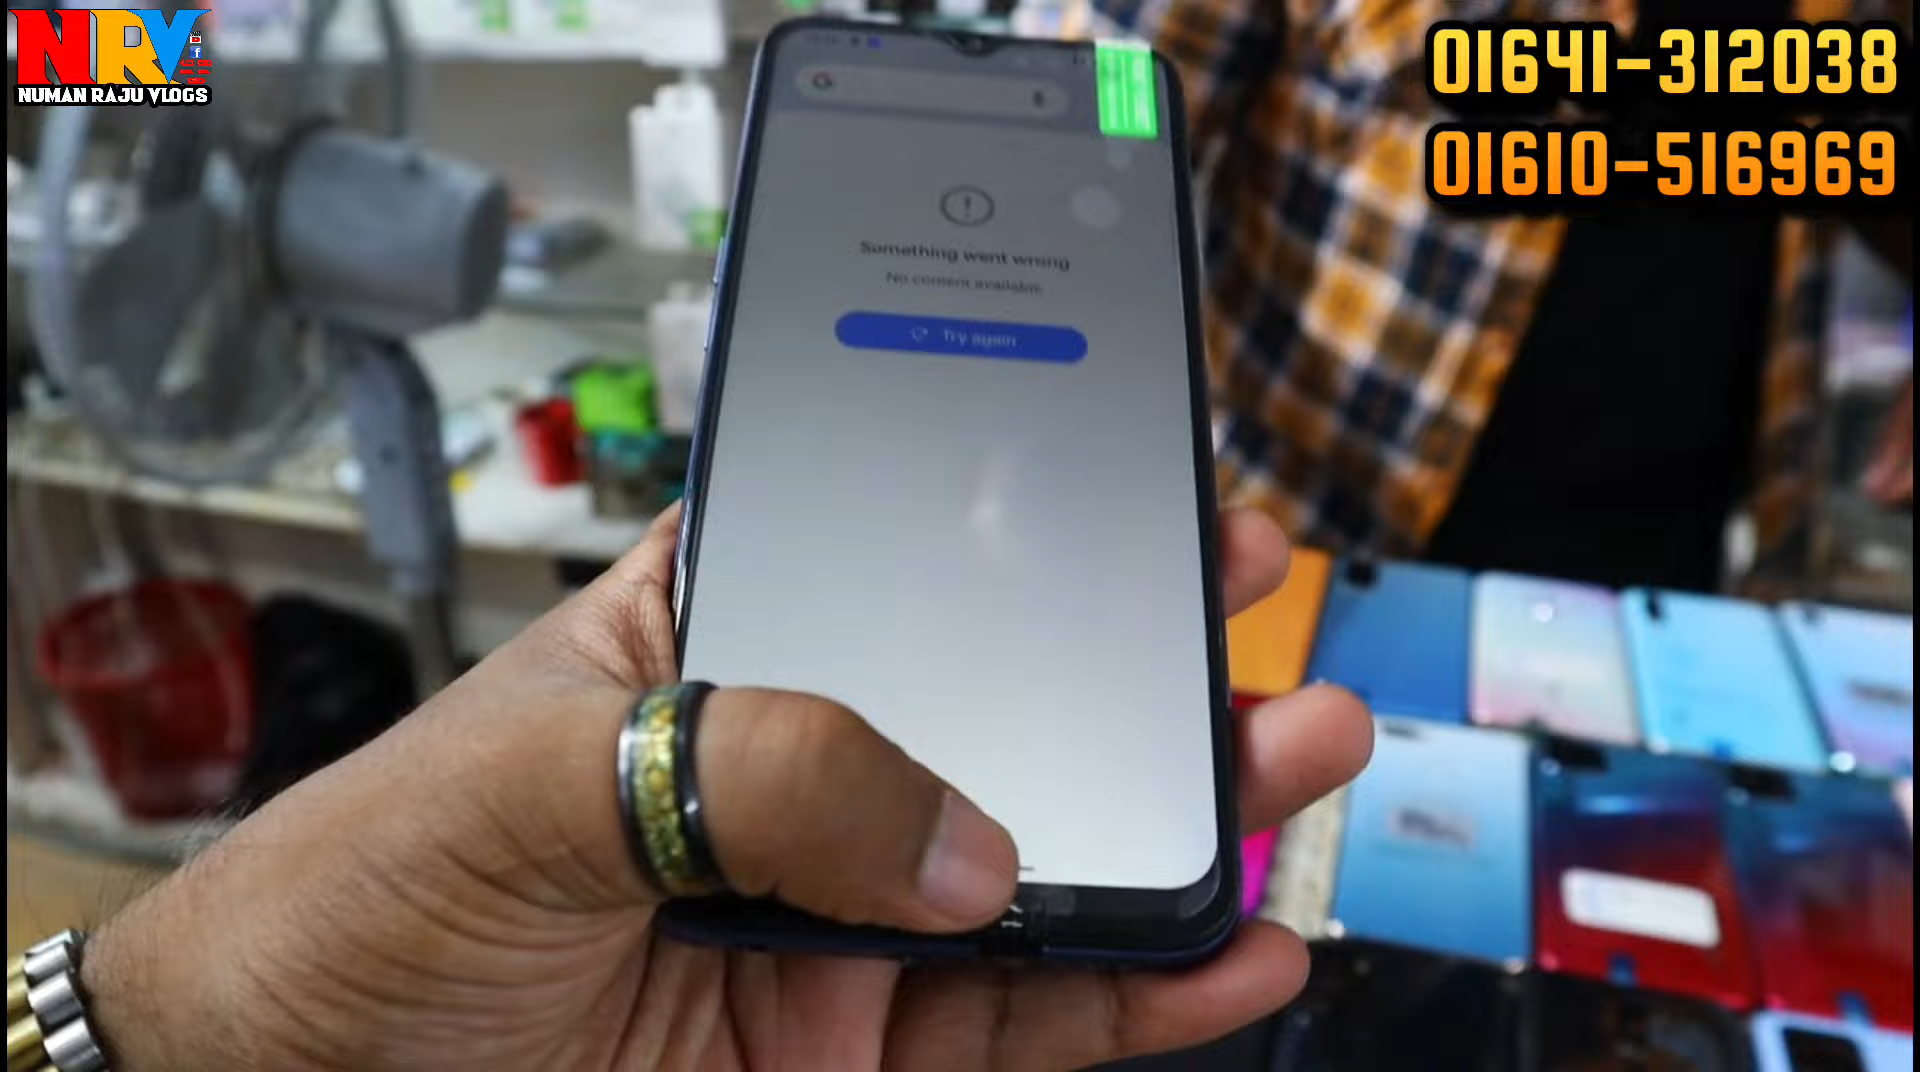 NRV
NUMAN RAJU VLOGS
01641-312038
01610-516969
Something went wrong
No content available
Try again